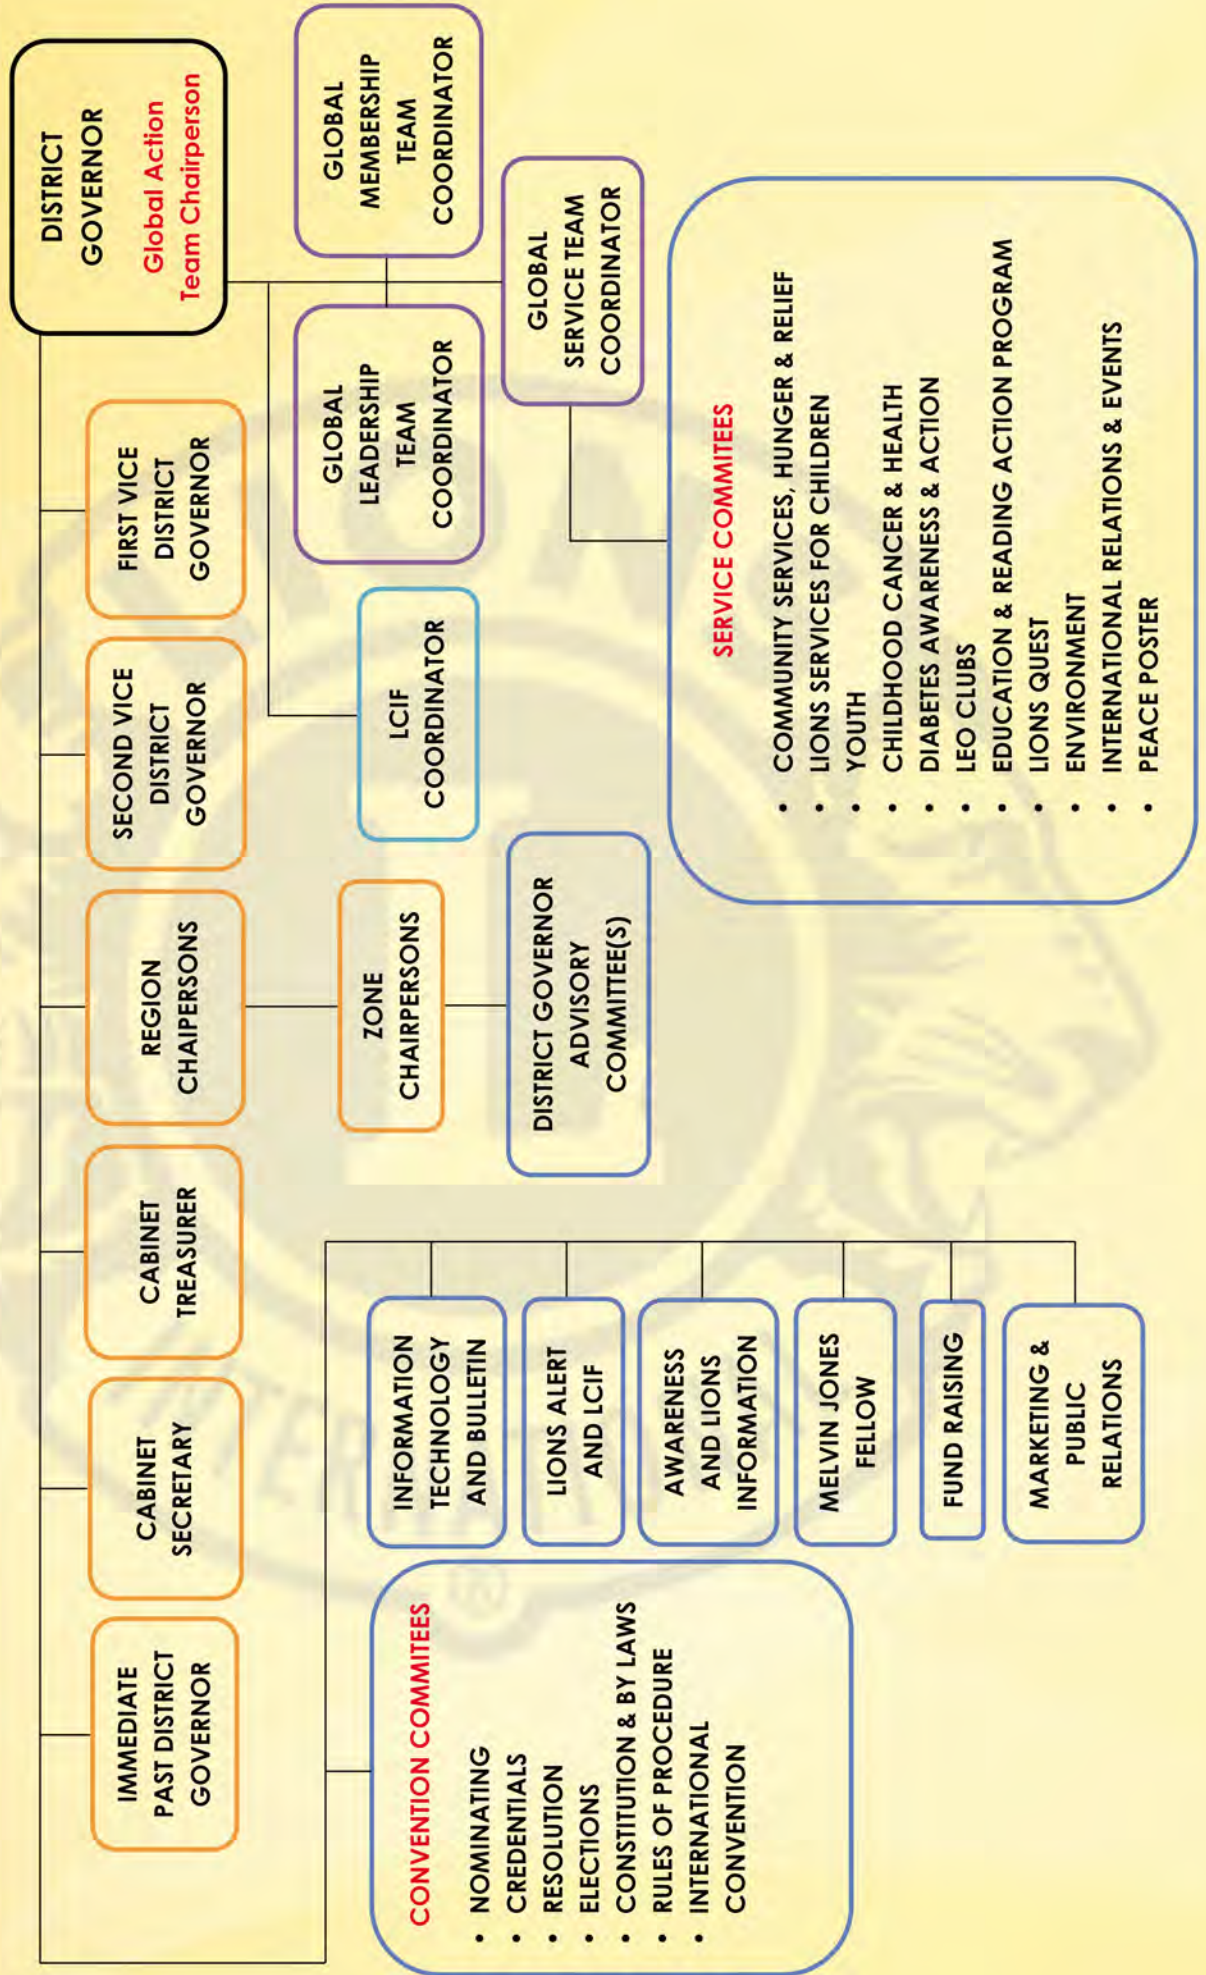 DISTRICT
GOVERNOR
Global Action
Team Chairperson
IMMEDIATE
PAST DISTRICT
GOVERNOR
CABINET
SECRETARY
CABINET
TREASURER
REGION
CHAIPERSONS
SECOND VICE
DISTRICT
GOVERNOR
FIRST VICE
DISTRICT
GOVERNOR
GLOBAL
LEADERSHIP
TEAM
COORDINATOR
GLOBAL
MEMBERSHIP
TEAM
COORDINATOR
ZONE
CHAIRPERSONS
LCIF
COORDINATOR
GLOBAL
SERVICE TEAM
COORDINATOR
DISTRICT GOVERNOR
ADVISORY
COMMITTEE(S)
CONVENTION COMMITEES
• NOMINATING
• CREDENTIALS
• RESOLUTION
• ELECTIONS
• CONSTITUTION & BY LAWS
• RULES OF PROCEDURE
• INTERNATIONAL
CONVENTION
INFORMATION
TECHNOLOGY
AND BULLETIN
LIONS ALERT
AND LCIF
AWARENESS
AND LIONS
INFORMATION
MELVIN JONES
FELLOW
FUND RAISING
MARKETING &
PUBLIC
RELATIONS
SERVICE COMMITEES
• COMMUNITY SERVICES, HUNGER & RELIEF
• LIONS SERVICES FOR CHILDREN
• YOUTH
• CHILDHOOD CANCER & HEALTH
• DIABETES AWARENESS & ACTION
• LEO CLUBS
• EDUCATION & READING ACTION PROGRAM
• LIONS QUEST
• ENVIRONMENT
• INTERNATIONAL RELATIONS & EVENTS
• PEACE POSTER
LIONS
L
INTERNATIONAL
®